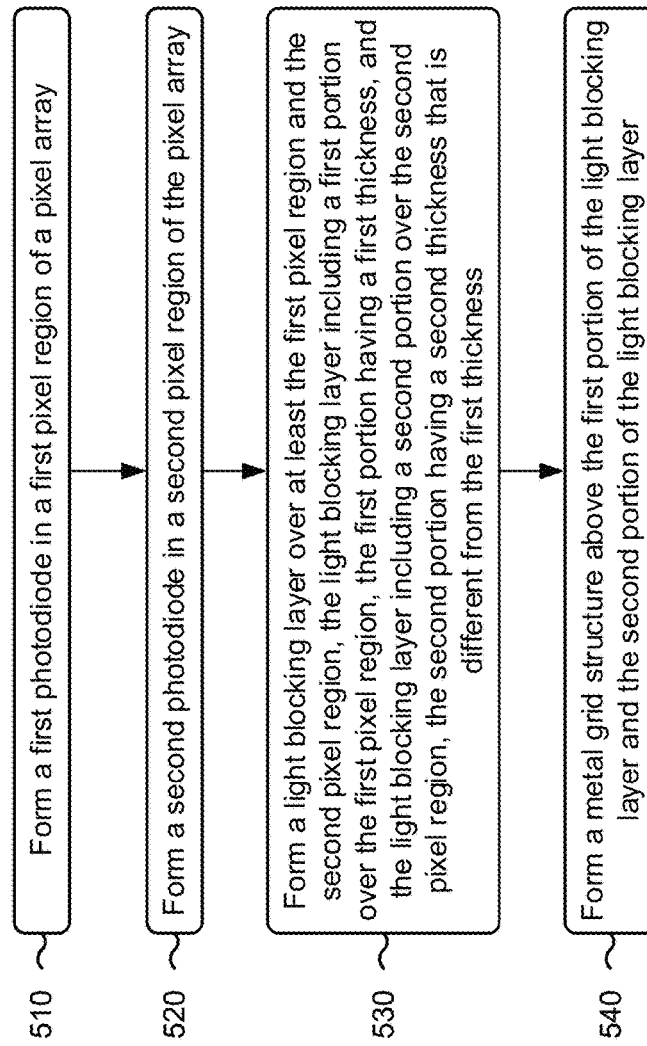 510
Form a first photodiode in a first pixel region of a pixel array
520
Form a second photodiode in a second pixel region of the pixel array
530
Form a light blocking layer over at least the first pixel region and the
second pixel region, the light blocking layer including a first portion
over the first pixel region, the first portion having a first thickness, and
the light blocking layer including a second portion over the second
pixel region, the second portion having a second thickness that is
different from the first thickness
540
Form a metal grid structure above the first portion of the light blocking
layer and the second portion of the light blocking layer